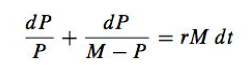 dP/P + dP/(M – P) = rM dt